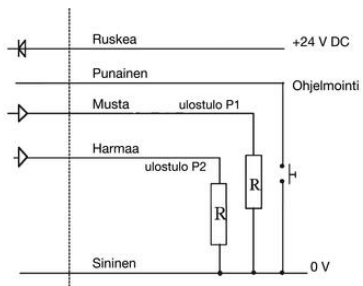 Ruskea +24 V DC
Punainen Ohjelmointi
Musta ulostulo P1
Harmaa
ulostulo P2
R
R
Sininen 0 V